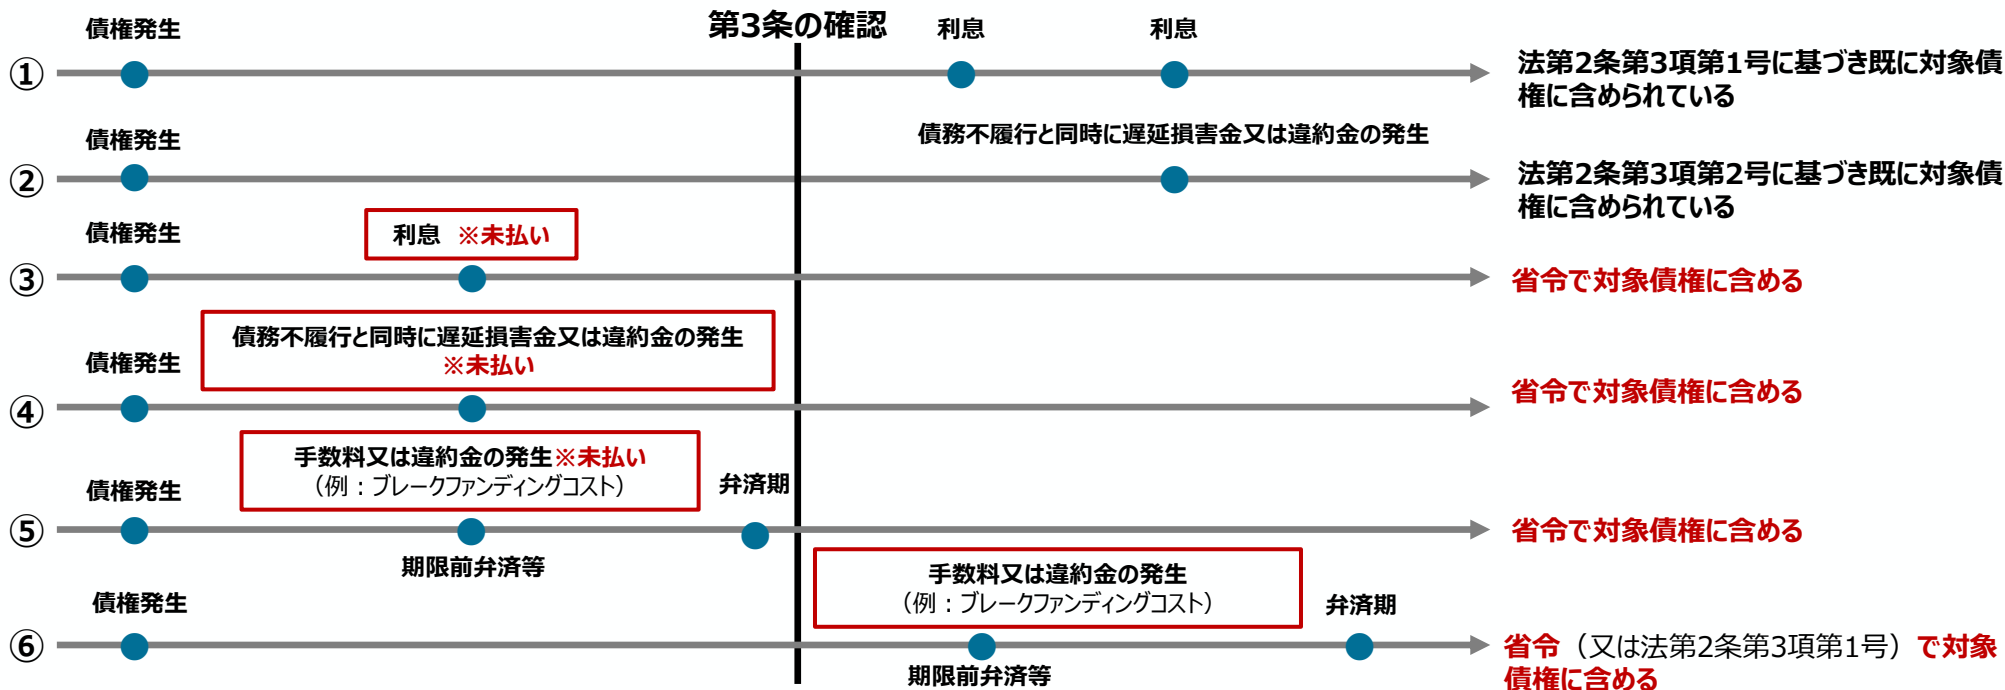 第3条の確認
債権発生
利息
利息
①
法第2条第3項第1号に基づき既に対象債
権に含められている
債権発生
債務不履行と同時に遅延損害金又は違約金の発生
②
法第2条第3項第2号に基づき既に対象債
権に含められている
債権発生
利息 ※未払い
③
省令で対象債権に含める
債権発生
債務不履行と同時に遅延損害金又は違約金の発生
※未払い
④
省令で対象債権に含める
債権発生
手数料又は違約金の発生※未払い
（例：ブレークファンディングコスト）
弁済期
⑤
期限前弁済等
省令で対象債権に含める
債権発生
手数料又は違約金の発生
（例：ブレークファンディングコスト）
弁済期
⑥
期限前弁済等
省令（又は法第2条第3項第1号）で対象
債権に含める